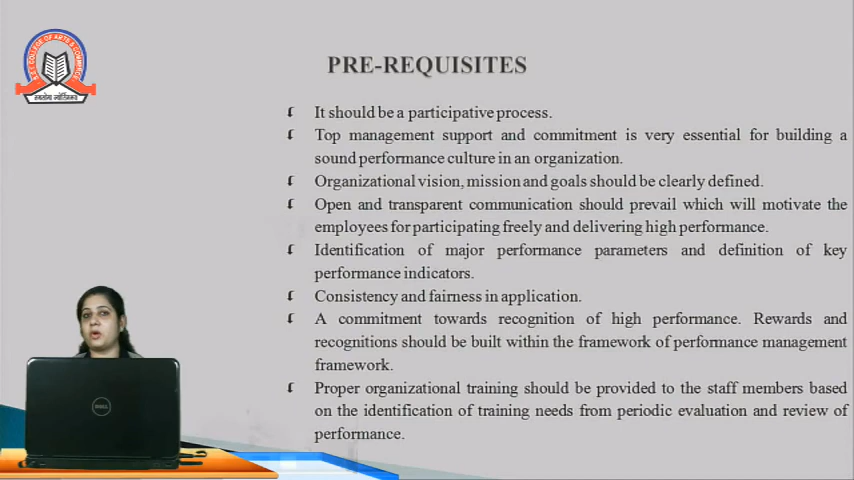 COLLEGE OF ARTS & COMMERCE
PRE-REQUISITES
It should be a participative process.
Top management support and commitment is very essential for building a
sound performance culture in an organization.
Organizational vision, mission and goals should be clearly defined.
Open and transparent communication should prevail which will motivate the
employees for participating freely and delivering high performance.
Identification of major performance parameters and definition of key
performance indicators.
Consistency and fairness in application.
A commitment towards recognition of high performance. Rewards and
recognitions should be built within the framework of performance management
framework.
Proper organizational training should be provided to the staff members based
on the identification of training needs from periodic evaluation and review of
performance.
DELL